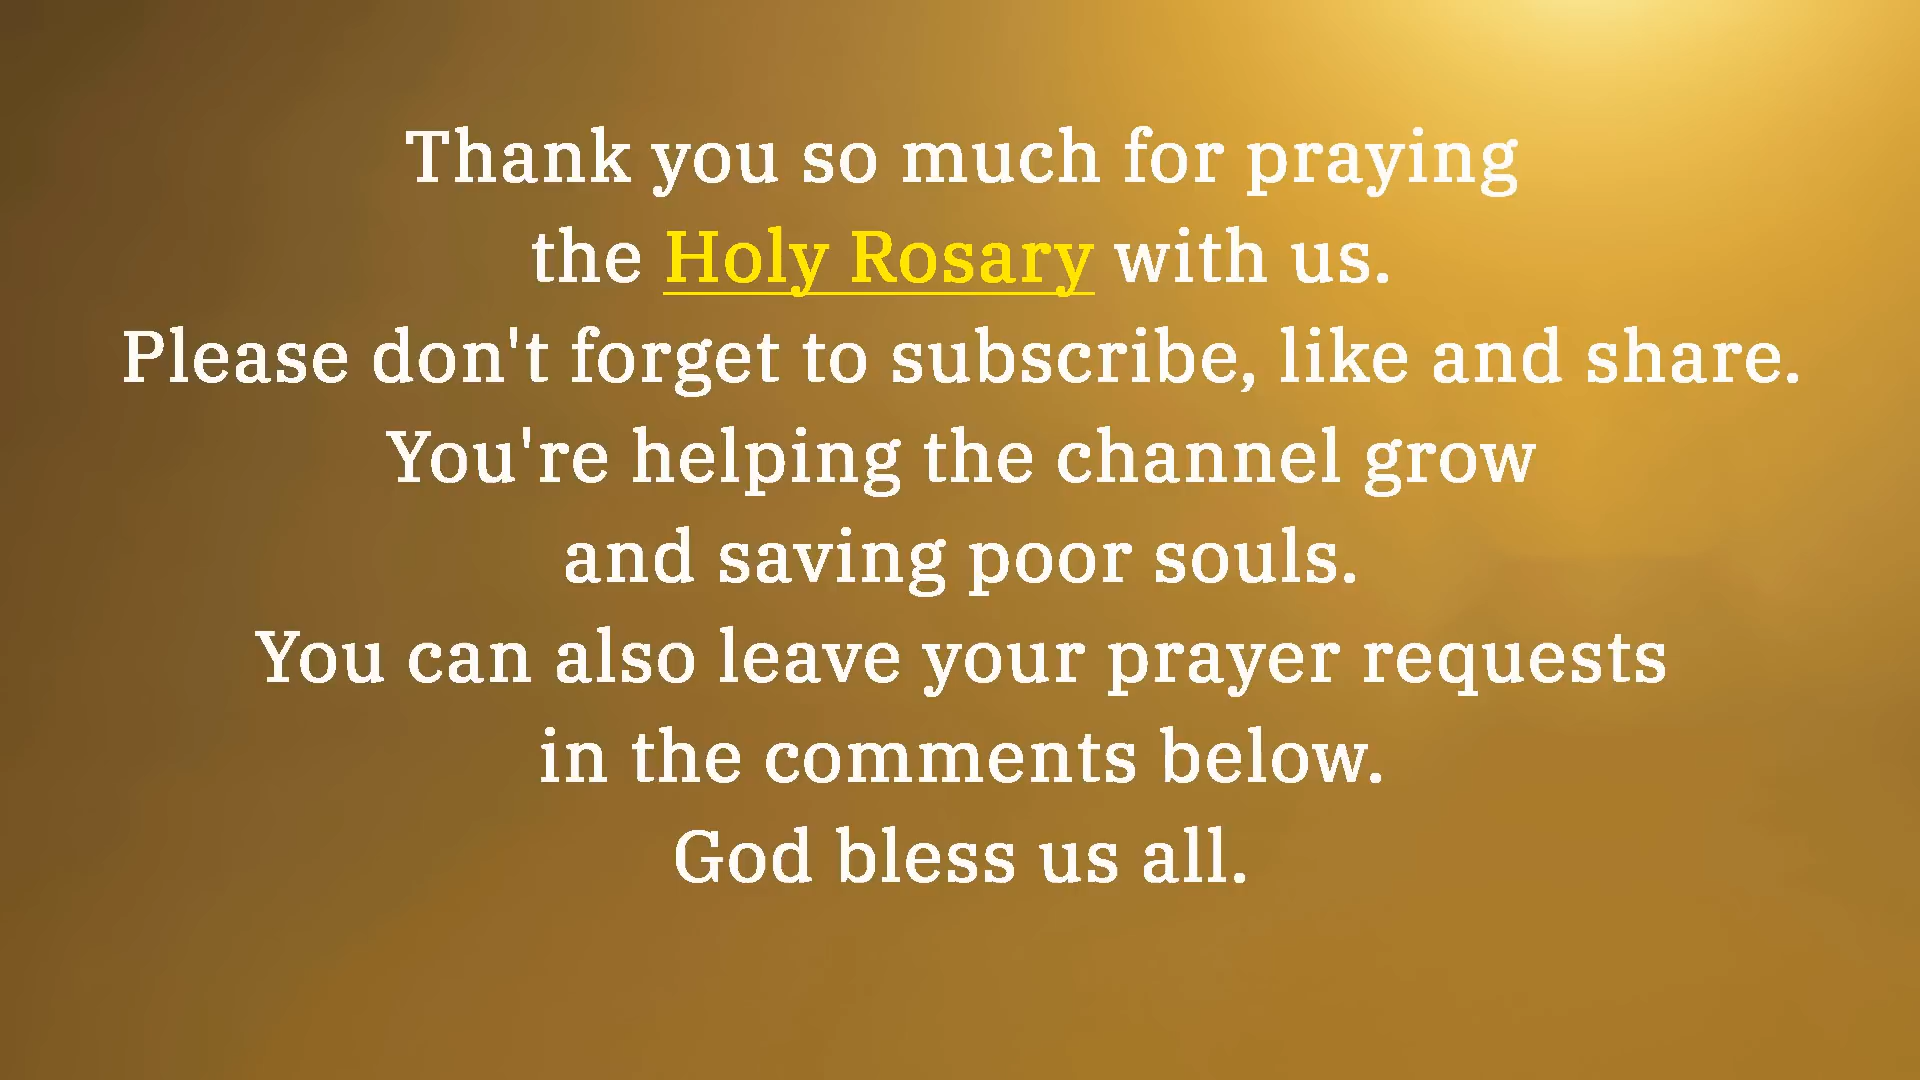 Thank you so much for praying
the Holy Rosary with us.
Please don't forget to subscribe, like and share.
You're helping the channel grow
and saving poor souls.
You can also leave your prayer requests
in the comments below.
God bless us all.